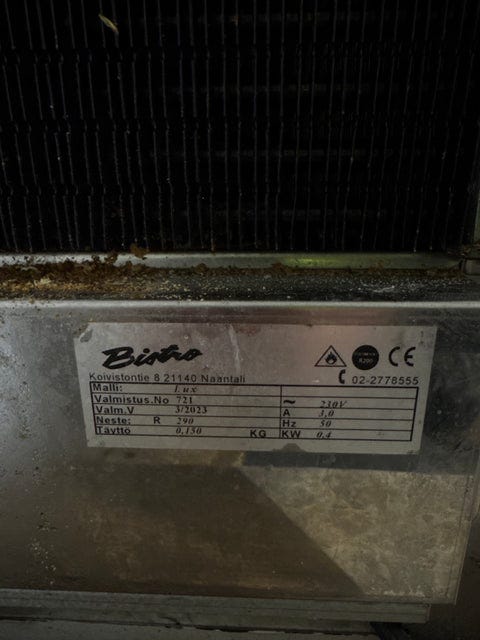 Bistro
Koivistontie 8 21140 Naantali
02-2778555
Malli: Lux
Valmistus.No 721 ~ 230V
Valm.V 3/2023 A 3,0
Neste: R 290 Hz 50
Täyttö 0,150 KG KW 0,4
CE